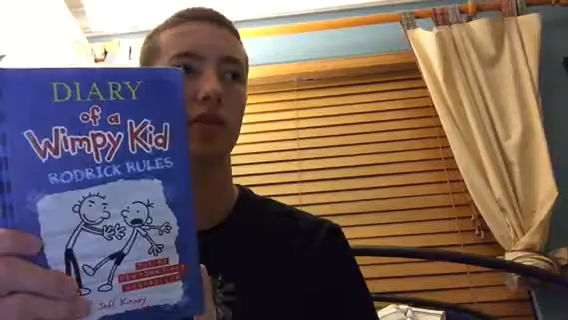 DIARY
of a
Wimpy Kid
RODRICK RULES
Jeff Kinney